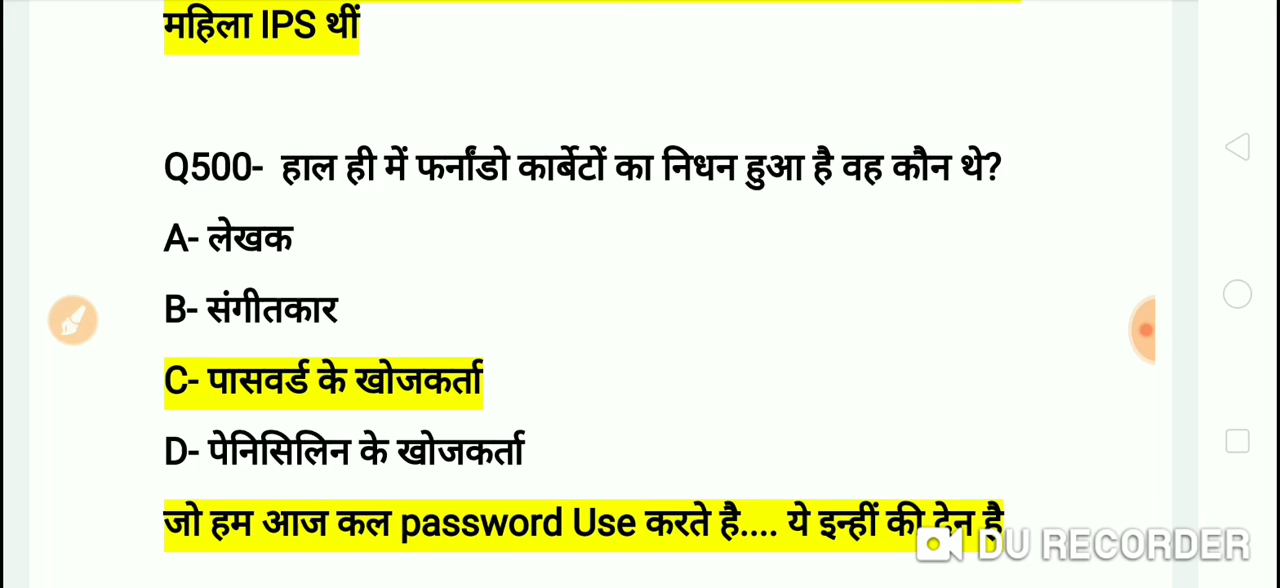 महिला IPS थीं
Q500- हाल ही में फर्नांडो कार्बेटों का निधन हुआ है वह कौन थे?
A- लेखक
B- संगीतकार
C- पासवर्ड के खोजकर्ता
D- पेनिसिलिन के खोजकर्ता
जो हम आज कल password Use करते है.... ये इन्हीं की देन है
DU RECORDER